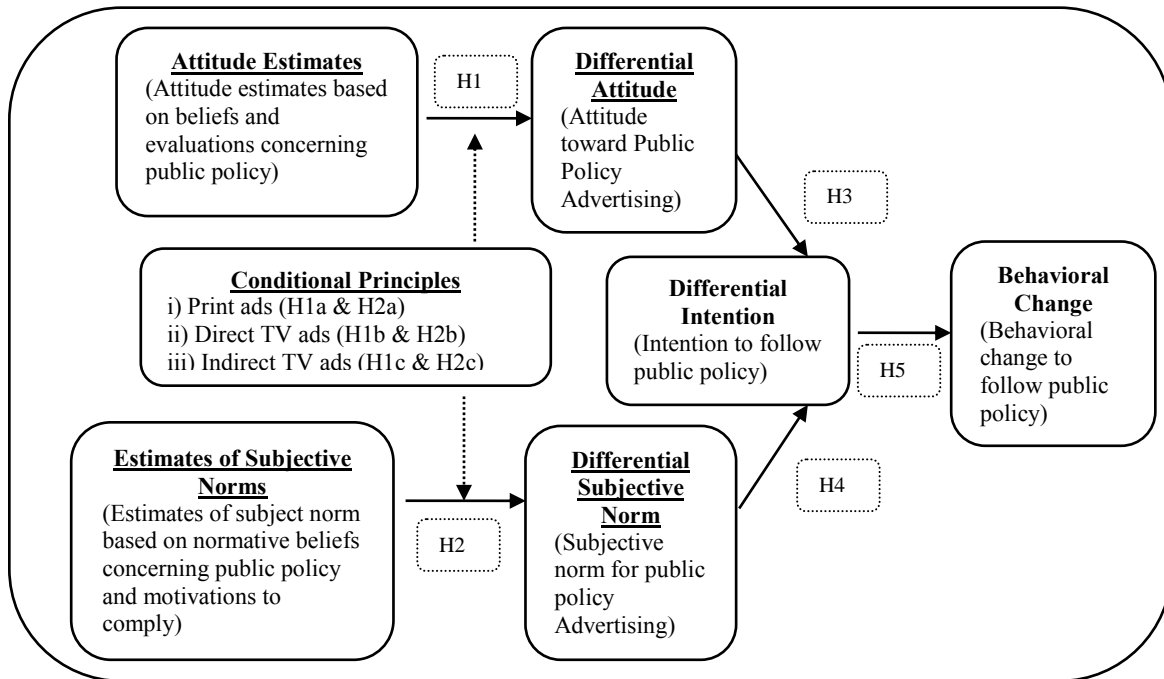 Attitude Estimates
(Attitude estimates based
on beliefs and
evaluations concerning
public policy)
H1
Differential
Attitude
(Attitude
toward Public
Policy
Advertising)
H3
Conditional Principles
i) Print ads (H1a & H2a)
ii) Direct TV ads (H1b & H2b)
iii) Indirect TV ads (H1c & H2c)
Differential
Intention
(Intention to follow
public policy)
H5
Behavioral
Change
(Behavioral
change to
follow public
policy)
Estimates of Subjective
Norms
(Estimates of subject norm
based on normative beliefs
concerning public policy
and motivations to
comply)
H2
Differential
Subjective
Norm
(Subjective
norm for public
policy
Advertising)
H4